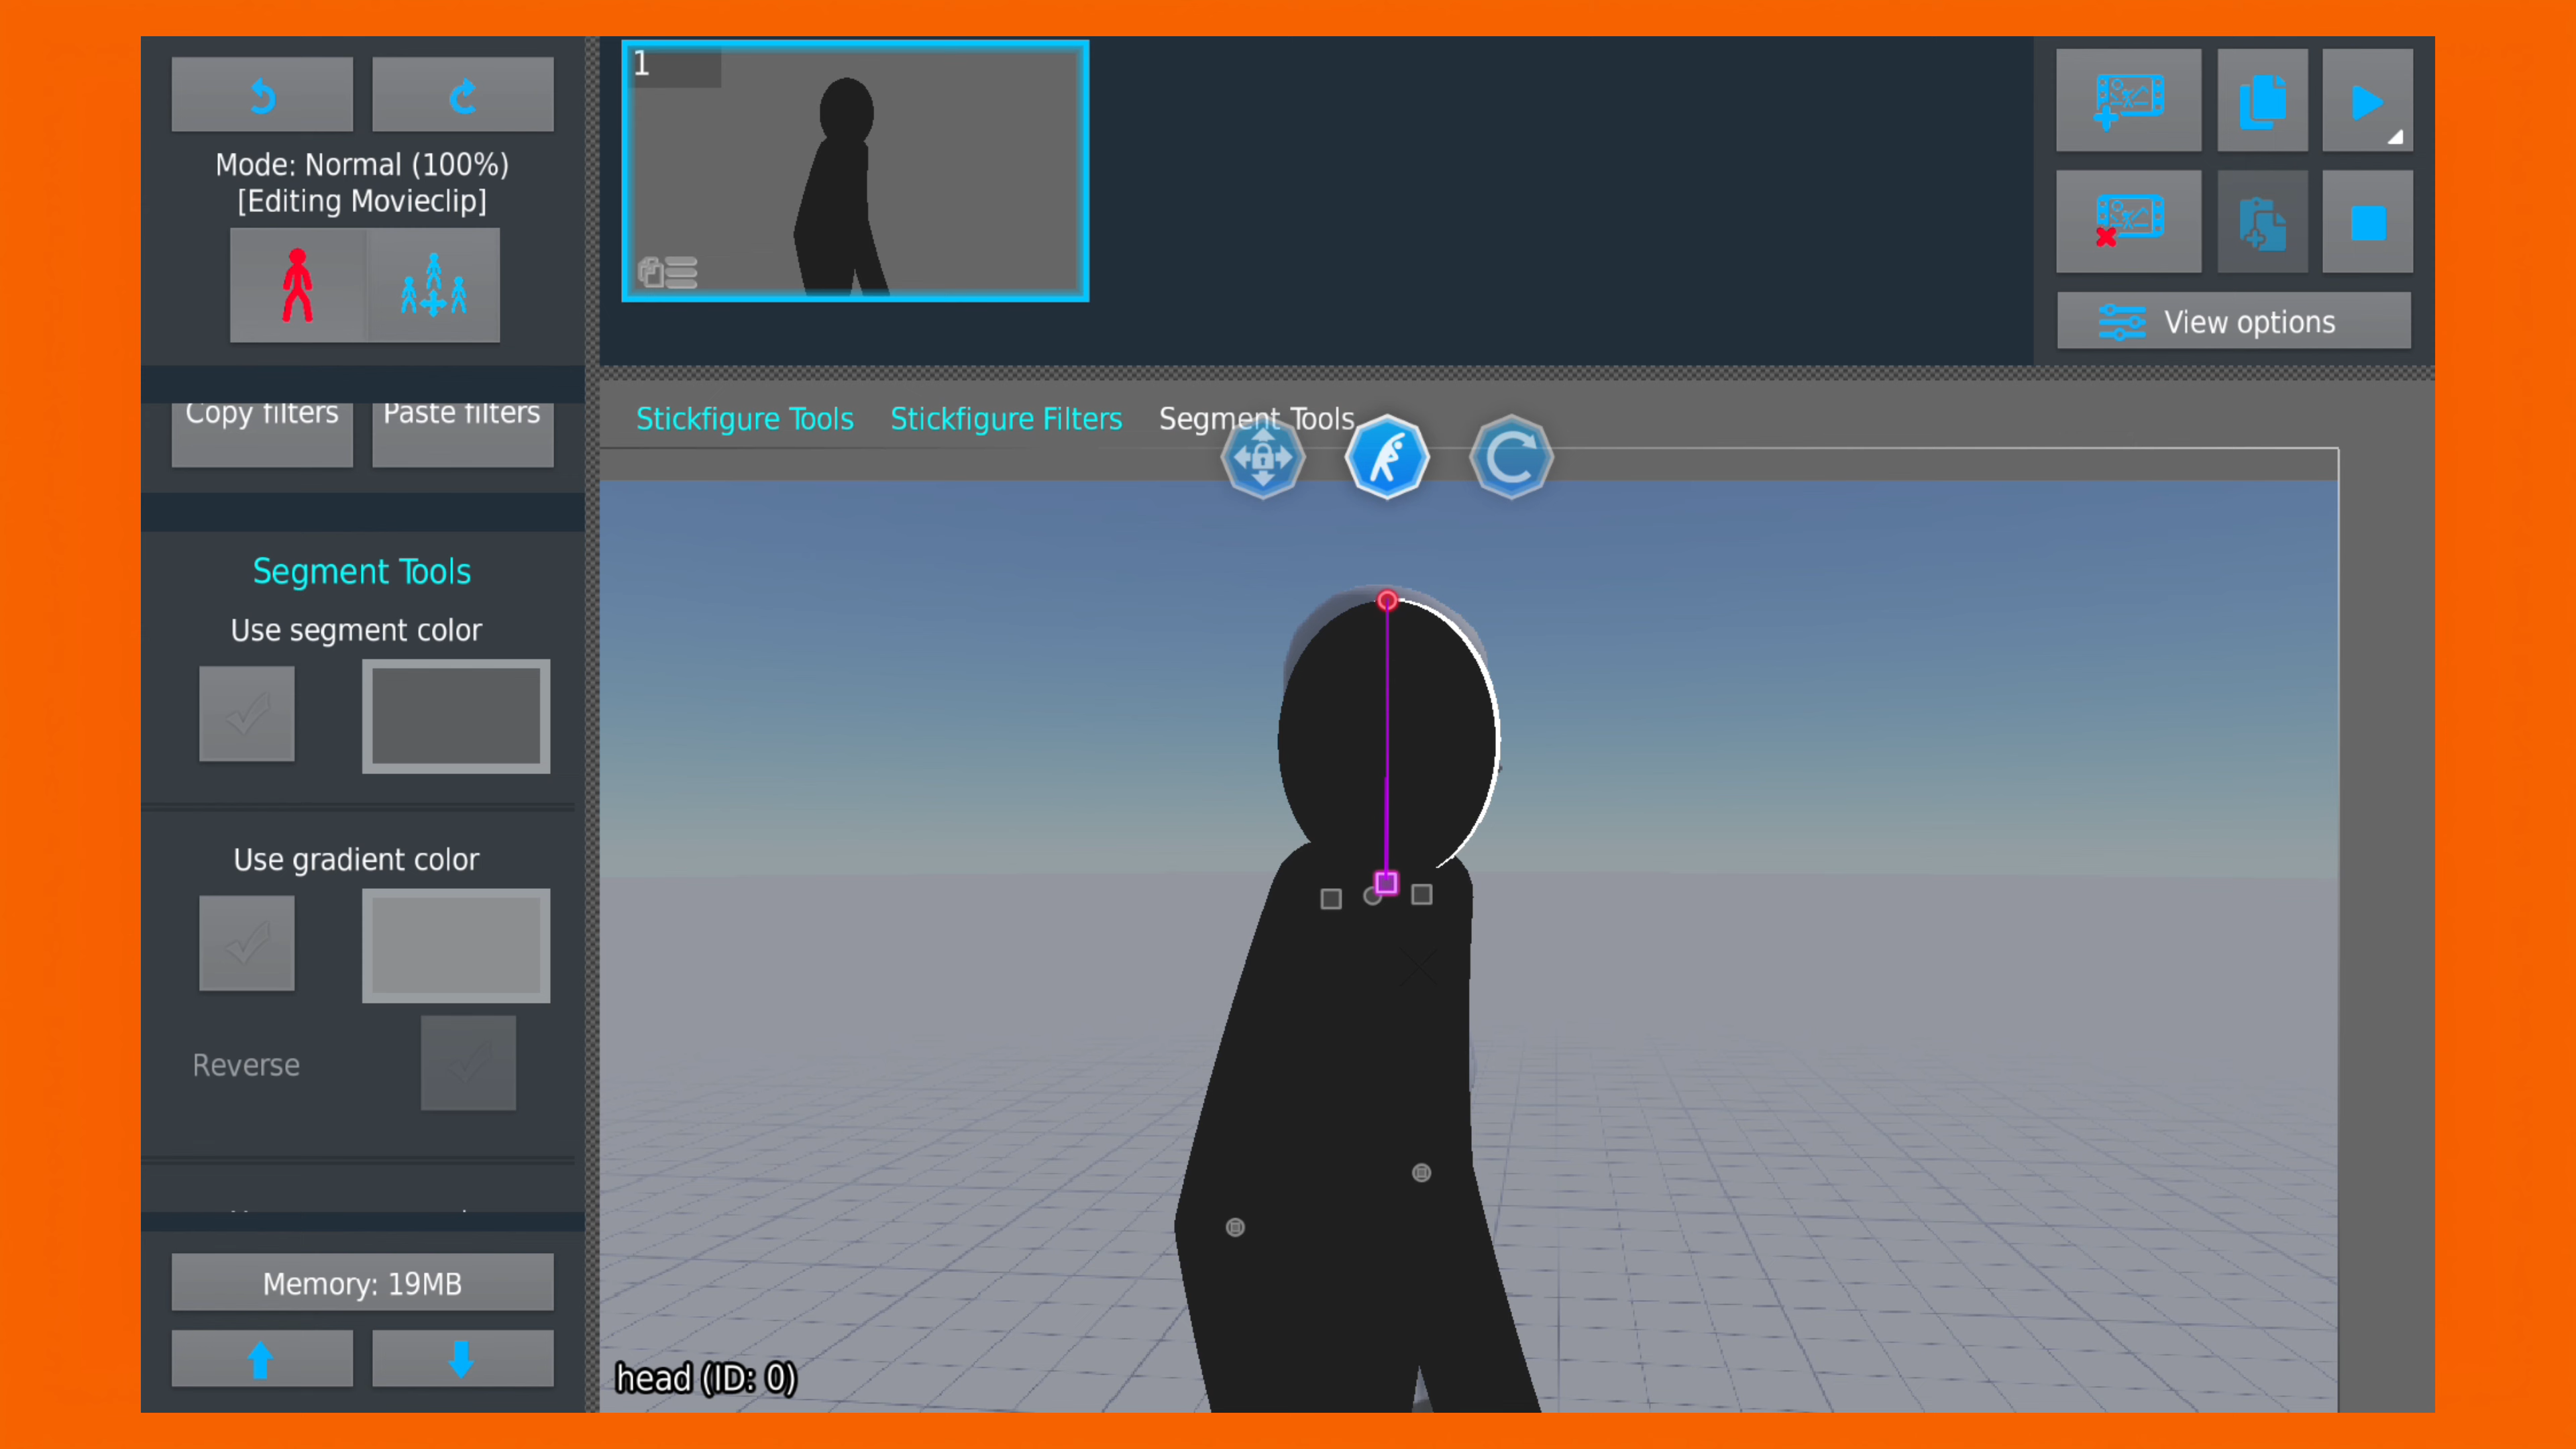 1
Mode: Normal (100%)
[Editing Movieclip]
View options
Copy filters
Paste filters
Stickfigure Tools
Stickfigure Filters
Segment Tools
Segment Tools
Use segment color
Use gradient color
Reverse
Memory: 19MB
head (ID: 0)